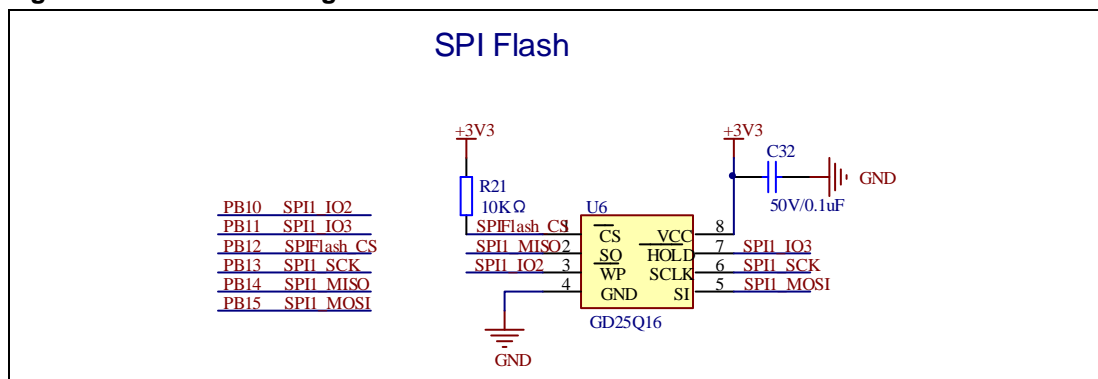 SPI Flash
+3V3
+3V3
C32
GND
50V/0.1uF
R21
10KΩ
U6
PB10 SPI1_IO2
PB11 SPI1_IO3
PB12 SPIFlash_CS
PB13 SPI1_SCK
PB14 SPI1_MISO
PB15 SPI1_MOSI
SPIFlash_CS 1 CS VCC 8
SPI1_MISO 2 SO HOLD 7 SPI1_IO3
SPI1_IO2 3 WP SCLK 6 SPI1_SCK
4 GND SI 5 SPI1_MOSI
GD25Q16
GND